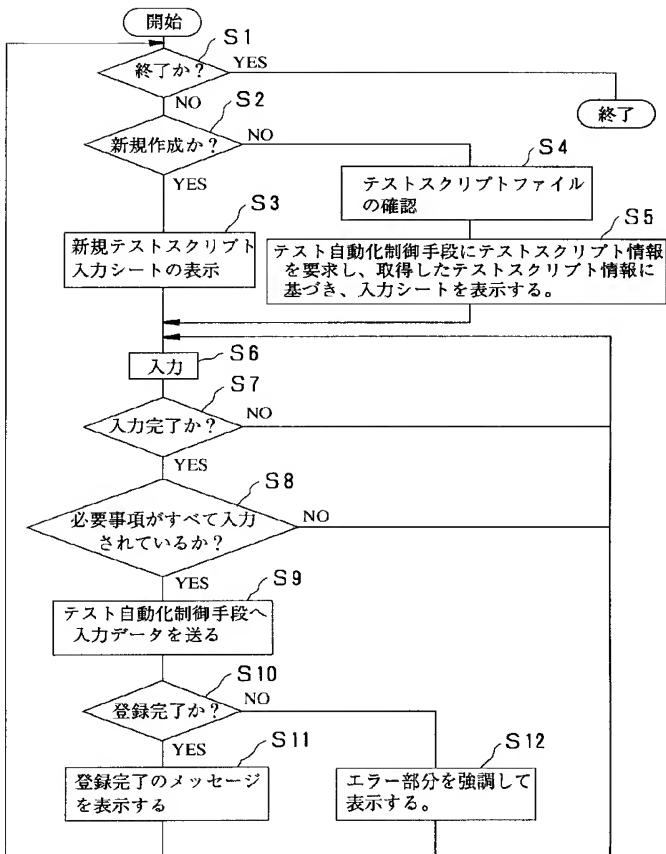 開始
S1
終了か?
YES
NO
終了
S2
新規作成か?
NO
YES
S4
テストスクリプトファイル
の確認
S3
新規テストスクリプト
入力シートの表示
S5
テスト自動化制御手段にテストスクリプト情報
を要求し、取得したテストスクリプト情報に
基づき、入力シートを表示する。
S6
入力
S7
入力完了か?
NO
YES
S8
必要事項がすべて入力
されているか?
NO
YES
S9
テスト自動化制御手段へ
入力データを送る
S10
登録完了か?
NO
YES
S11
登録完了のメッセージ
を表示する
S12
エラー部分を強調して
表示する。